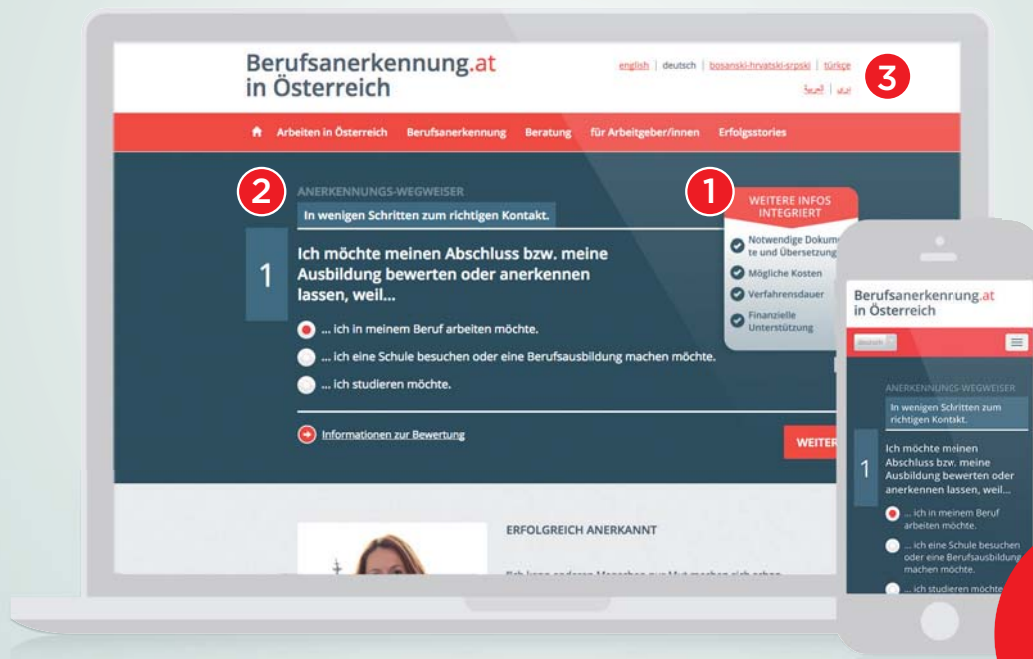 Berufsanerkennung.at
in Österreich
english | deutsch | bosanski-hrvatski-srpski | türkçe
العربية | دری
3
Arbeiten in Österreich Berufsanerkennung Beratung für Arbeitgeber/innen Erfolgsstories
2
ANERKENNUNGS-WEGWEISER
In wenigen Schritten zum richtigen Kontakt.
1
Ich möchte meinen Abschluss bzw. meine
Ausbildung bewerten oder anerkennen
lassen, weil...
... ich in meinem Beruf arbeiten möchte.
... ich eine Schule besuchen oder eine Berufsausbildung machen möchte.
... ich studieren möchte.
Informationen zur Bewertung
WEITER
1
WEITERE INFOS
INTEGRIERT
Notwendige Dokume
te und Übersetzung
Mögliche Kosten
Verfahrensdauer
Finanzielle
Unterstützung
ERFOLGREICH ANERKANNT
Berufsanerkennung.at
in Österreich
deutsch
ANERKENNUNGS-WEGWEISER
In wenigen Schritten zum
richtigen Kontakt.
1
Ich möchte meinen
Abschluss bzw. meine
Ausbildung bewerten oder
anerkennen lassen, weil...
... ich in meinem Beruf
arbeiten möchte.
... ich eine Schule besuchen
oder eine Berufsausbildung
machen möchte.
... ich studieren möchte